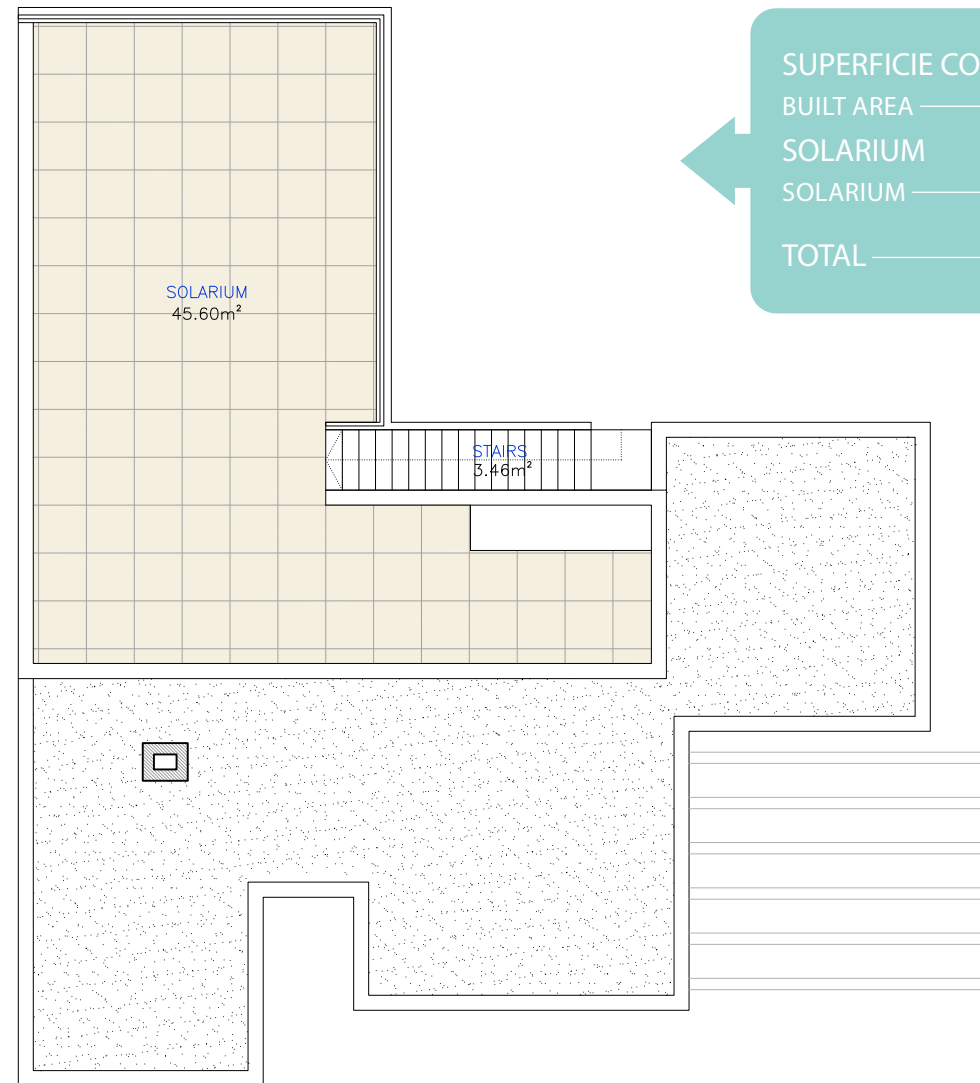 SUPERFICIE CO
BUILT AREA
SOLARIUM
SOLARIUM
TOTAL
SOLARIUM
45.60m²
STAIRS
3.46m²